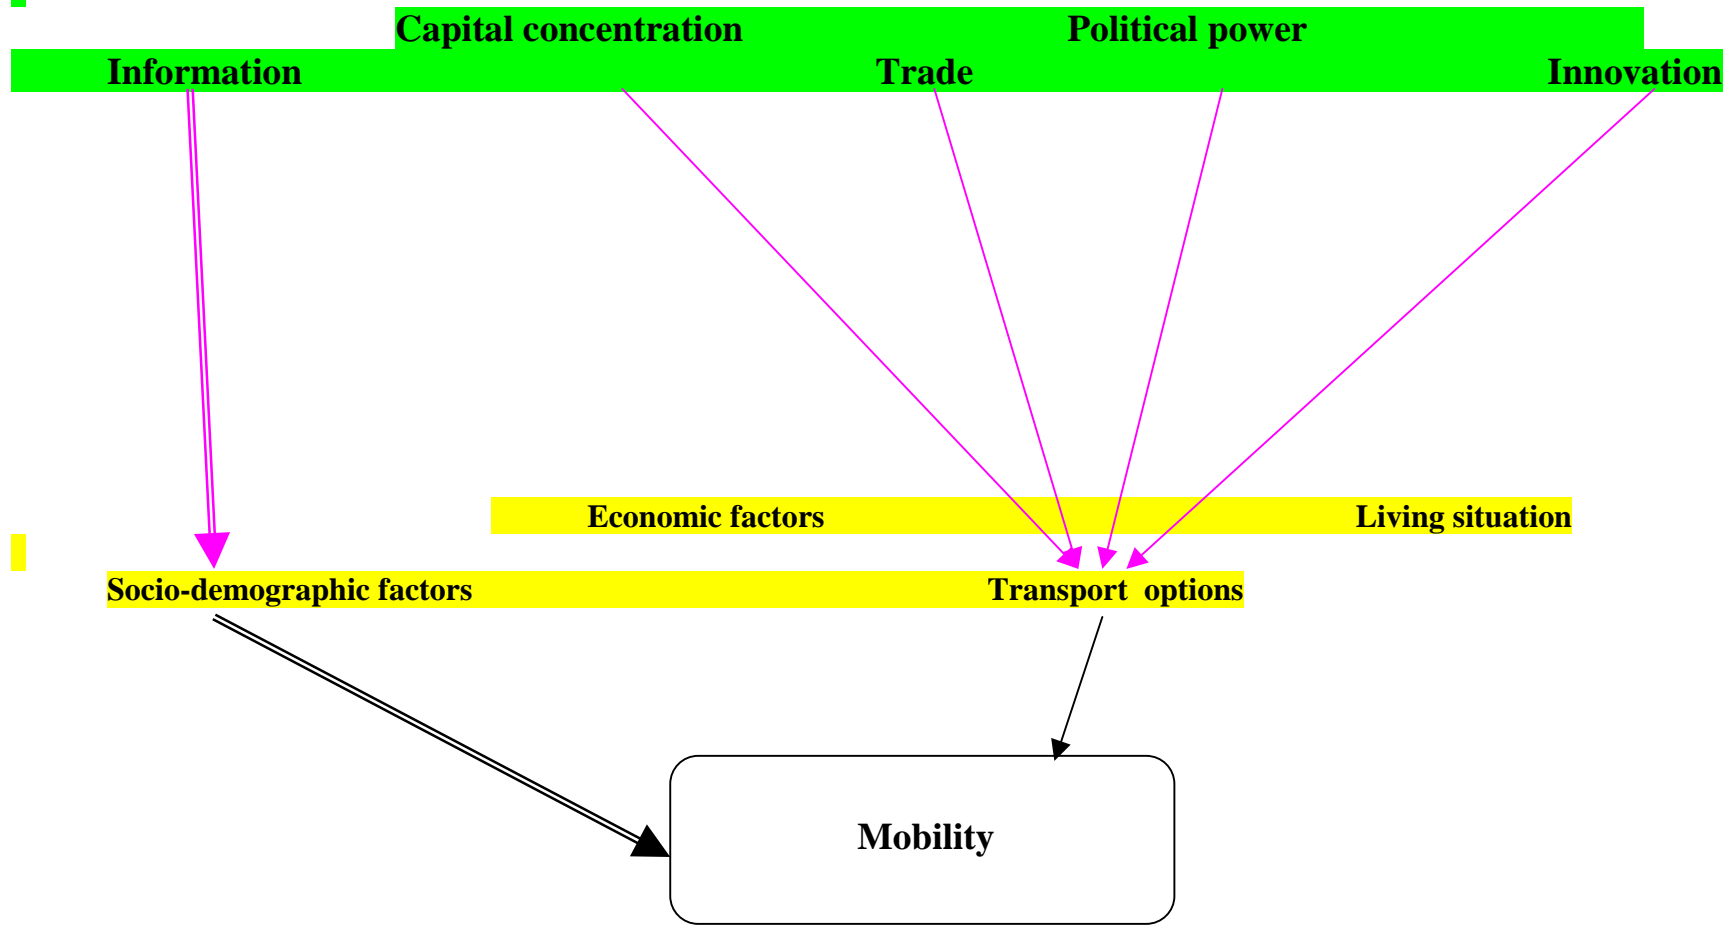 Capital concentration Political power
Information Trade Innovation
Economic factors Living situation
Socio-demographic factors Transport  options
Mobility